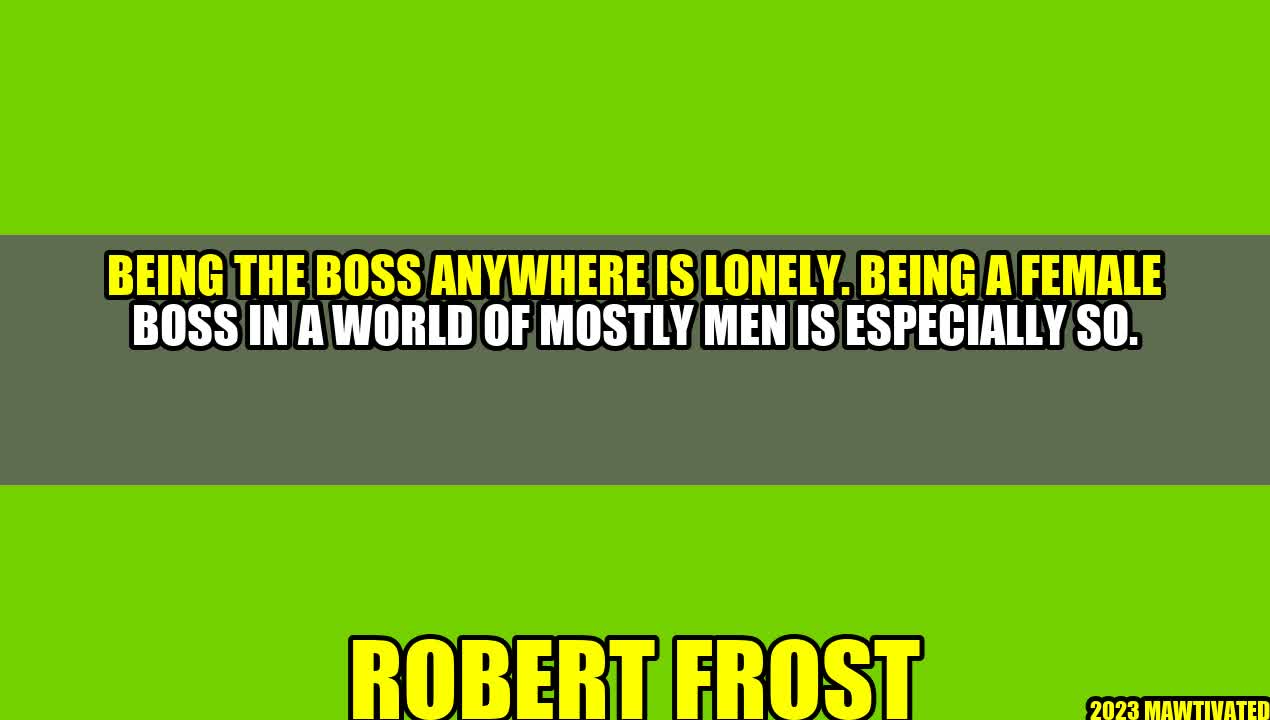 BEING THE BOSS ANYWHERE IS LONELY. BEING A FEMALE
BOSS IN A WORLD OF MOSTLY MEN IS ESPECIALLY SO.
ROBERT FROST
2023 MAWTIVATED